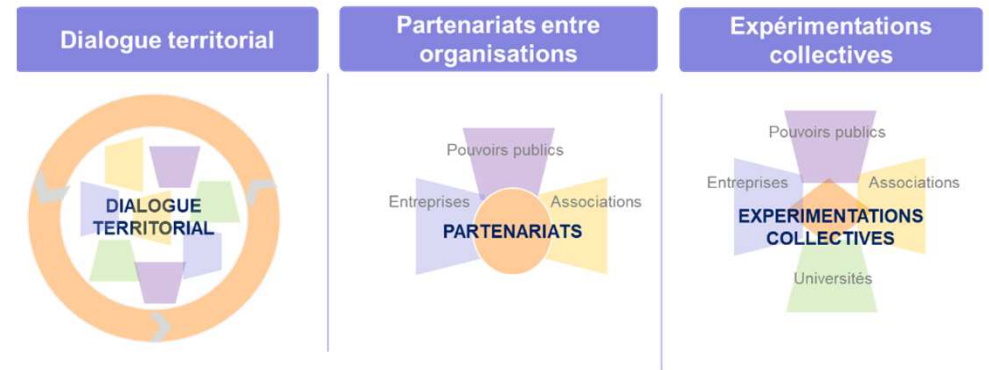 Dialogue territorial
Partenariats entre
organisations
Expérimentations
collectives
DIALOGUE
TERRITORIAL
Pouvoirs publics
Entreprises
Associations
PARTENARIATS
Pouvoirs publics
Entreprises
Associations
EXPERIMENTATIONS
COLLECTIVES
Universités